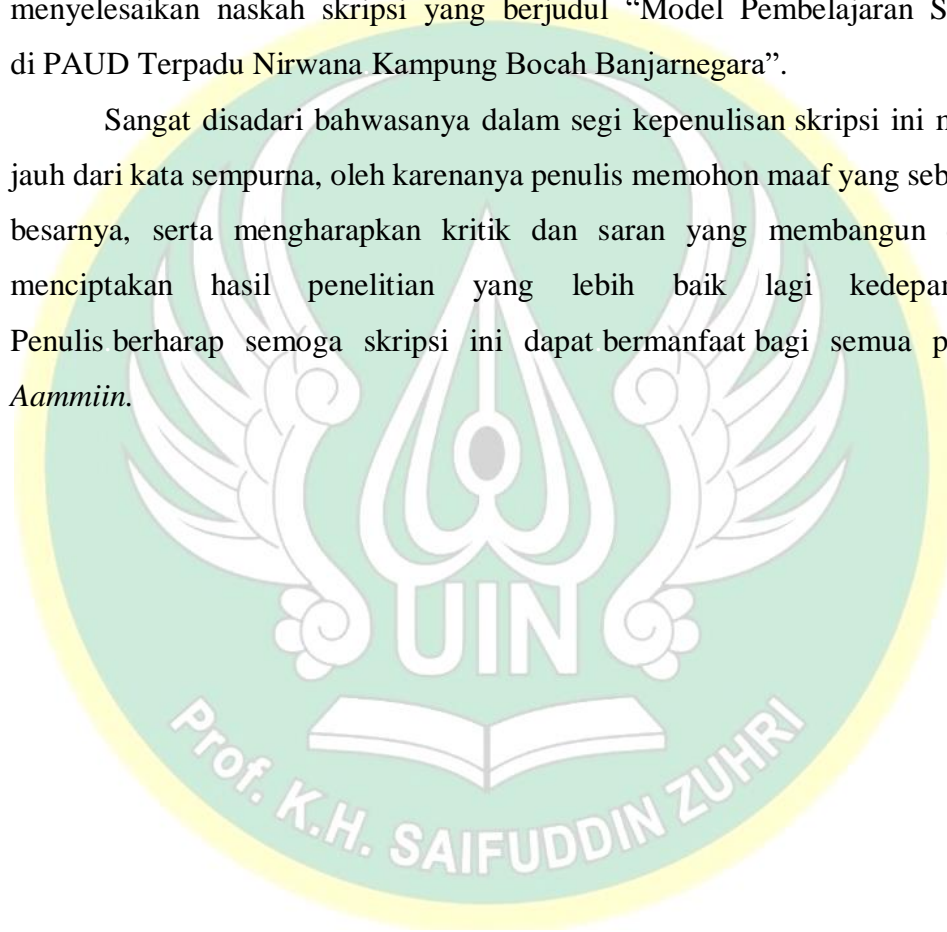 menyelesaikan naskah skripsi yang berjudul “Model Pembelajaran S
di PAUD Terpadu Nirwana Kampung Bocah Banjarnegara”.
Sangat disadari bahwasanya dalam segi kepenulisan skripsi ini
jauh dari kata sempurna, oleh karenanya penulis memohon maaf yang seb
besarnya, serta mengharapkan kritik dan saran yang membangun
menciptakan hasil penelitian yang lebih baik lagi kedepan
Penulis berharap semoga skripsi ini dapat bermanfaat bagi semua p
Aammiin.
UIN
Prof. K.H. SAIFUDDIN ZUHRI